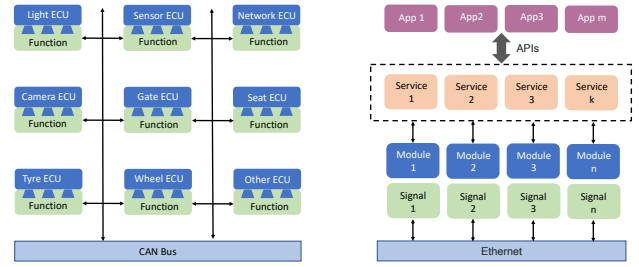 Light ECU
Function
Sensor ECU
Function
Network ECU
Function
Camera ECU
Function
Gate ECU
Function
Seat ECU
Function
Tyre ECU
Function
Wheel ECU
Function
Other ECU
Function
CAN Bus
App 1
App2
App3
App m
APIs
Service
1
Service
2
Service
3
Service
k
Module
1
Module
2
Module
3
Module
n
Signal
1
Signal
2
Signal
3
Signal
n
Ethernet